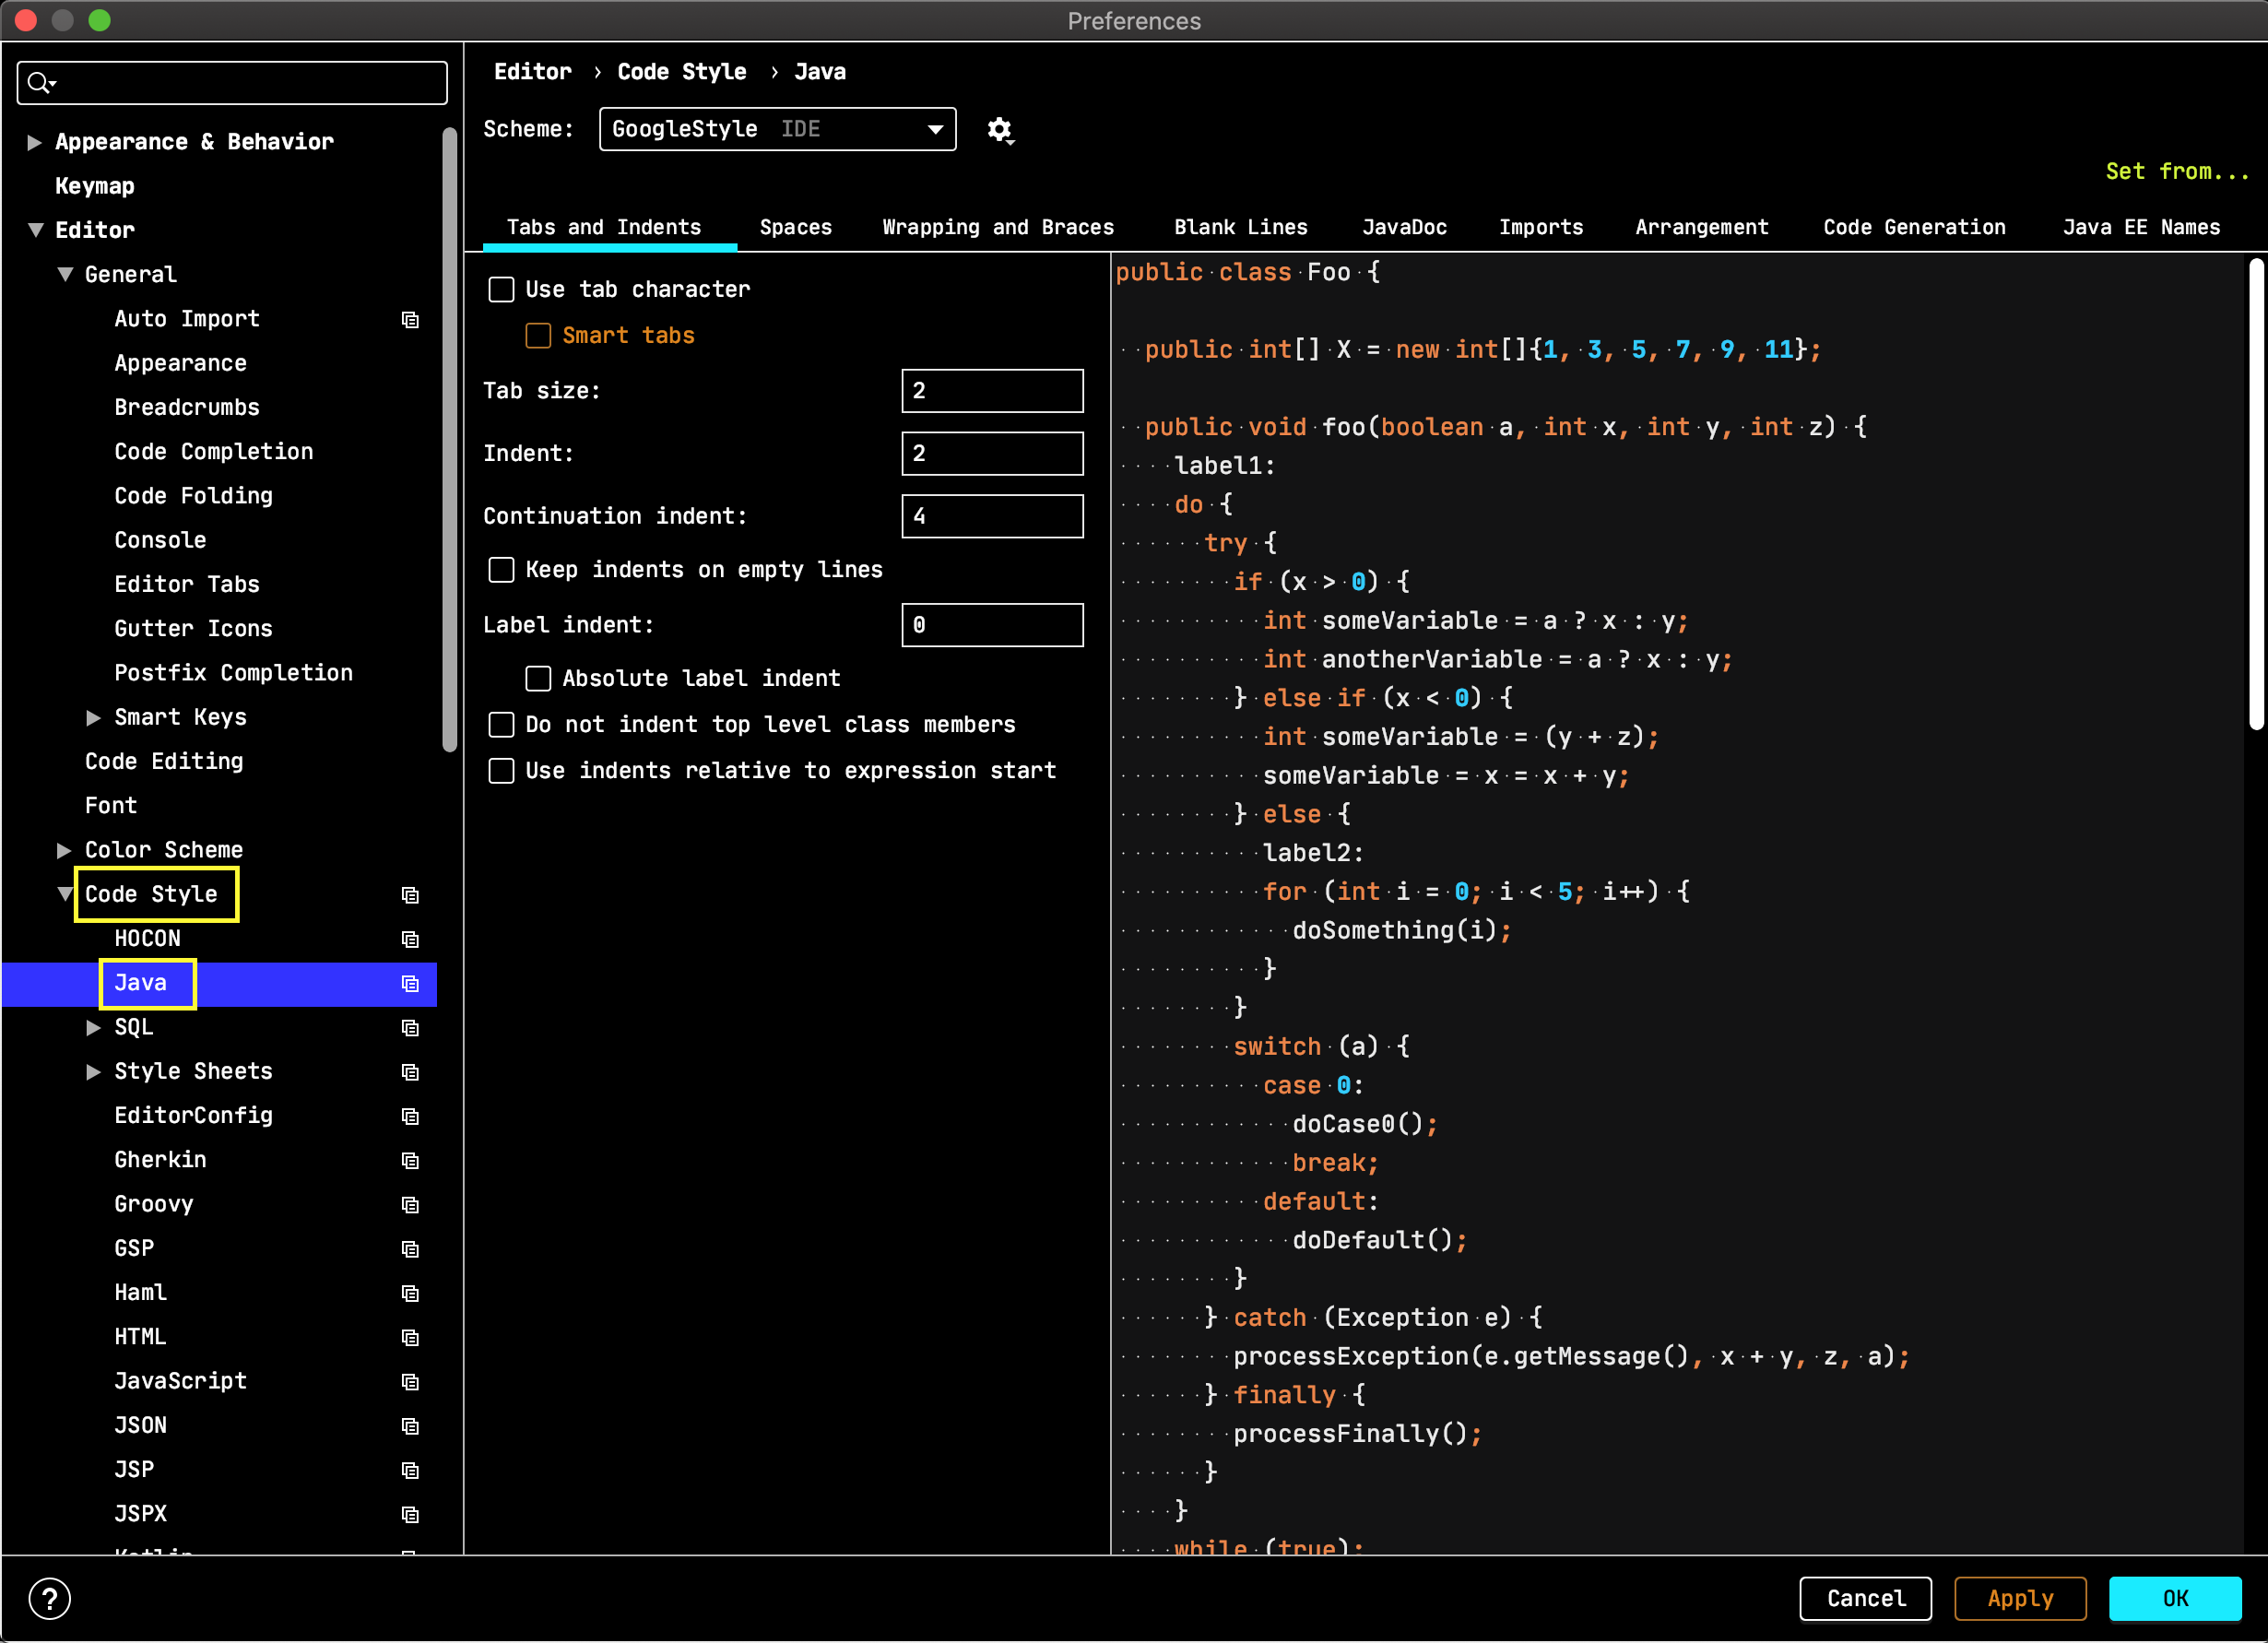 Preferences
Appearance & Behavior
Keymap
Editor
General
Auto Import
Appearance
Breadcrumbs
Code Completion
Code Folding
Console
Editor Tabs
Gutter Icons
Postfix Completion
Smart Keys
Code Editing
Font
Color Scheme
Code Style
HOCON
Java
SQL
Style Sheets
EditorConfig
Gherkin
Groovy
GSP
Haml
HTML
JavaScript
JSON
JSP
JSPX
Kotlin
Editor › Code Style › Java
Scheme: GoogleStyle IDE
Set from...
Tabs and Indents Spaces Wrapping and Braces Blank Lines JavaDoc Imports Arrangement Code Generation Java EE Names
Use tab character
Smart tabs
Tab size: 2
Indent: 2
Continuation indent: 4
Keep indents on empty lines
Label indent: 0
Absolute label indent
Do not indent top level class members
Use indents relative to expression start
public class Foo {
  public int[] X = new int[]{1, 3, 5, 7, 9, 11};
  public void foo(boolean a, int x, int y, int z) {
    label1:
    do {
      try {
        if (x > 0) {
          int someVariable = a ? x : y;
          int anotherVariable = a ? x : y;
        } else if (x < 0) {
          int someVariable = (y + z);
          someVariable = x = x + y;
        } else {
          label2:
          for (int i = 0; i < 5; i++) {
            doSomething(i);
          }
        }
        switch (a) {
          case 0:
            doCase0();
            break;
          default:
            doDefault();
        }
      } catch (Exception e) {
        processException(e.getMessage(), x + y, z, a);
      } finally {
        processFinally();
      }
    }
    while (true);
?
Cancel Apply OK